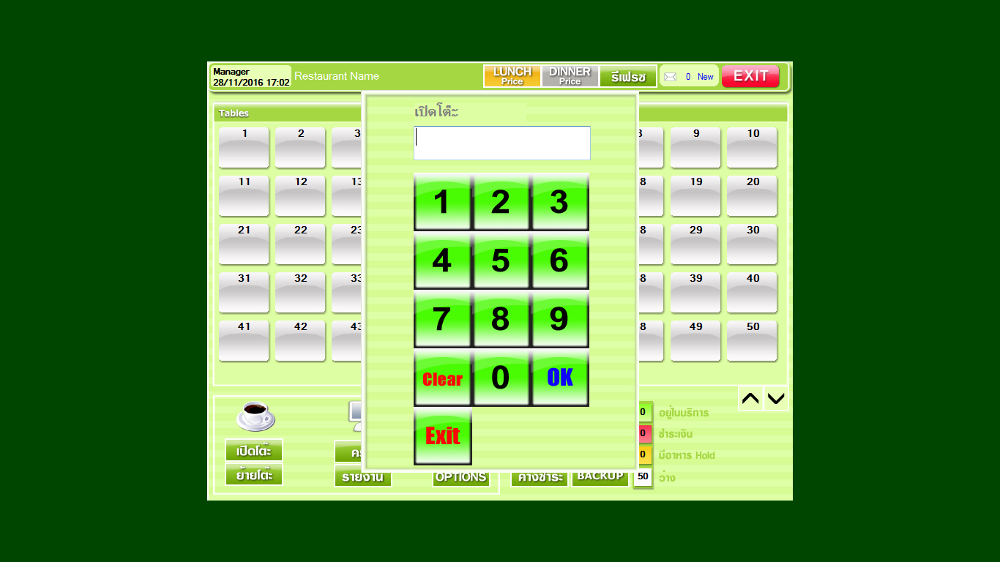 Manager
28/11/2016 17:02
Restaurant Name
LUNCH
Price
DINNER
Price
รีเฟรช
0 New
EXIT
Tables
เปิดโต๊ะ
1 2 3 9 10
11 12 13 8 19 20
21 22 23 8 29 30
31 32 33 8 39 40
41 42 43 8 49 50
1 2 3
4 5 6
7 8 9
Clear 0 OK
Exit
เปิดโต๊ะ
ย้ายโต๊ะ
รายงาน
OPTIONS
ค้างชำระ
BACKUP
0 อยู่ในบริการ
0 ชำระเงิน
0 มีอาหาร Hold
50 ว่าง